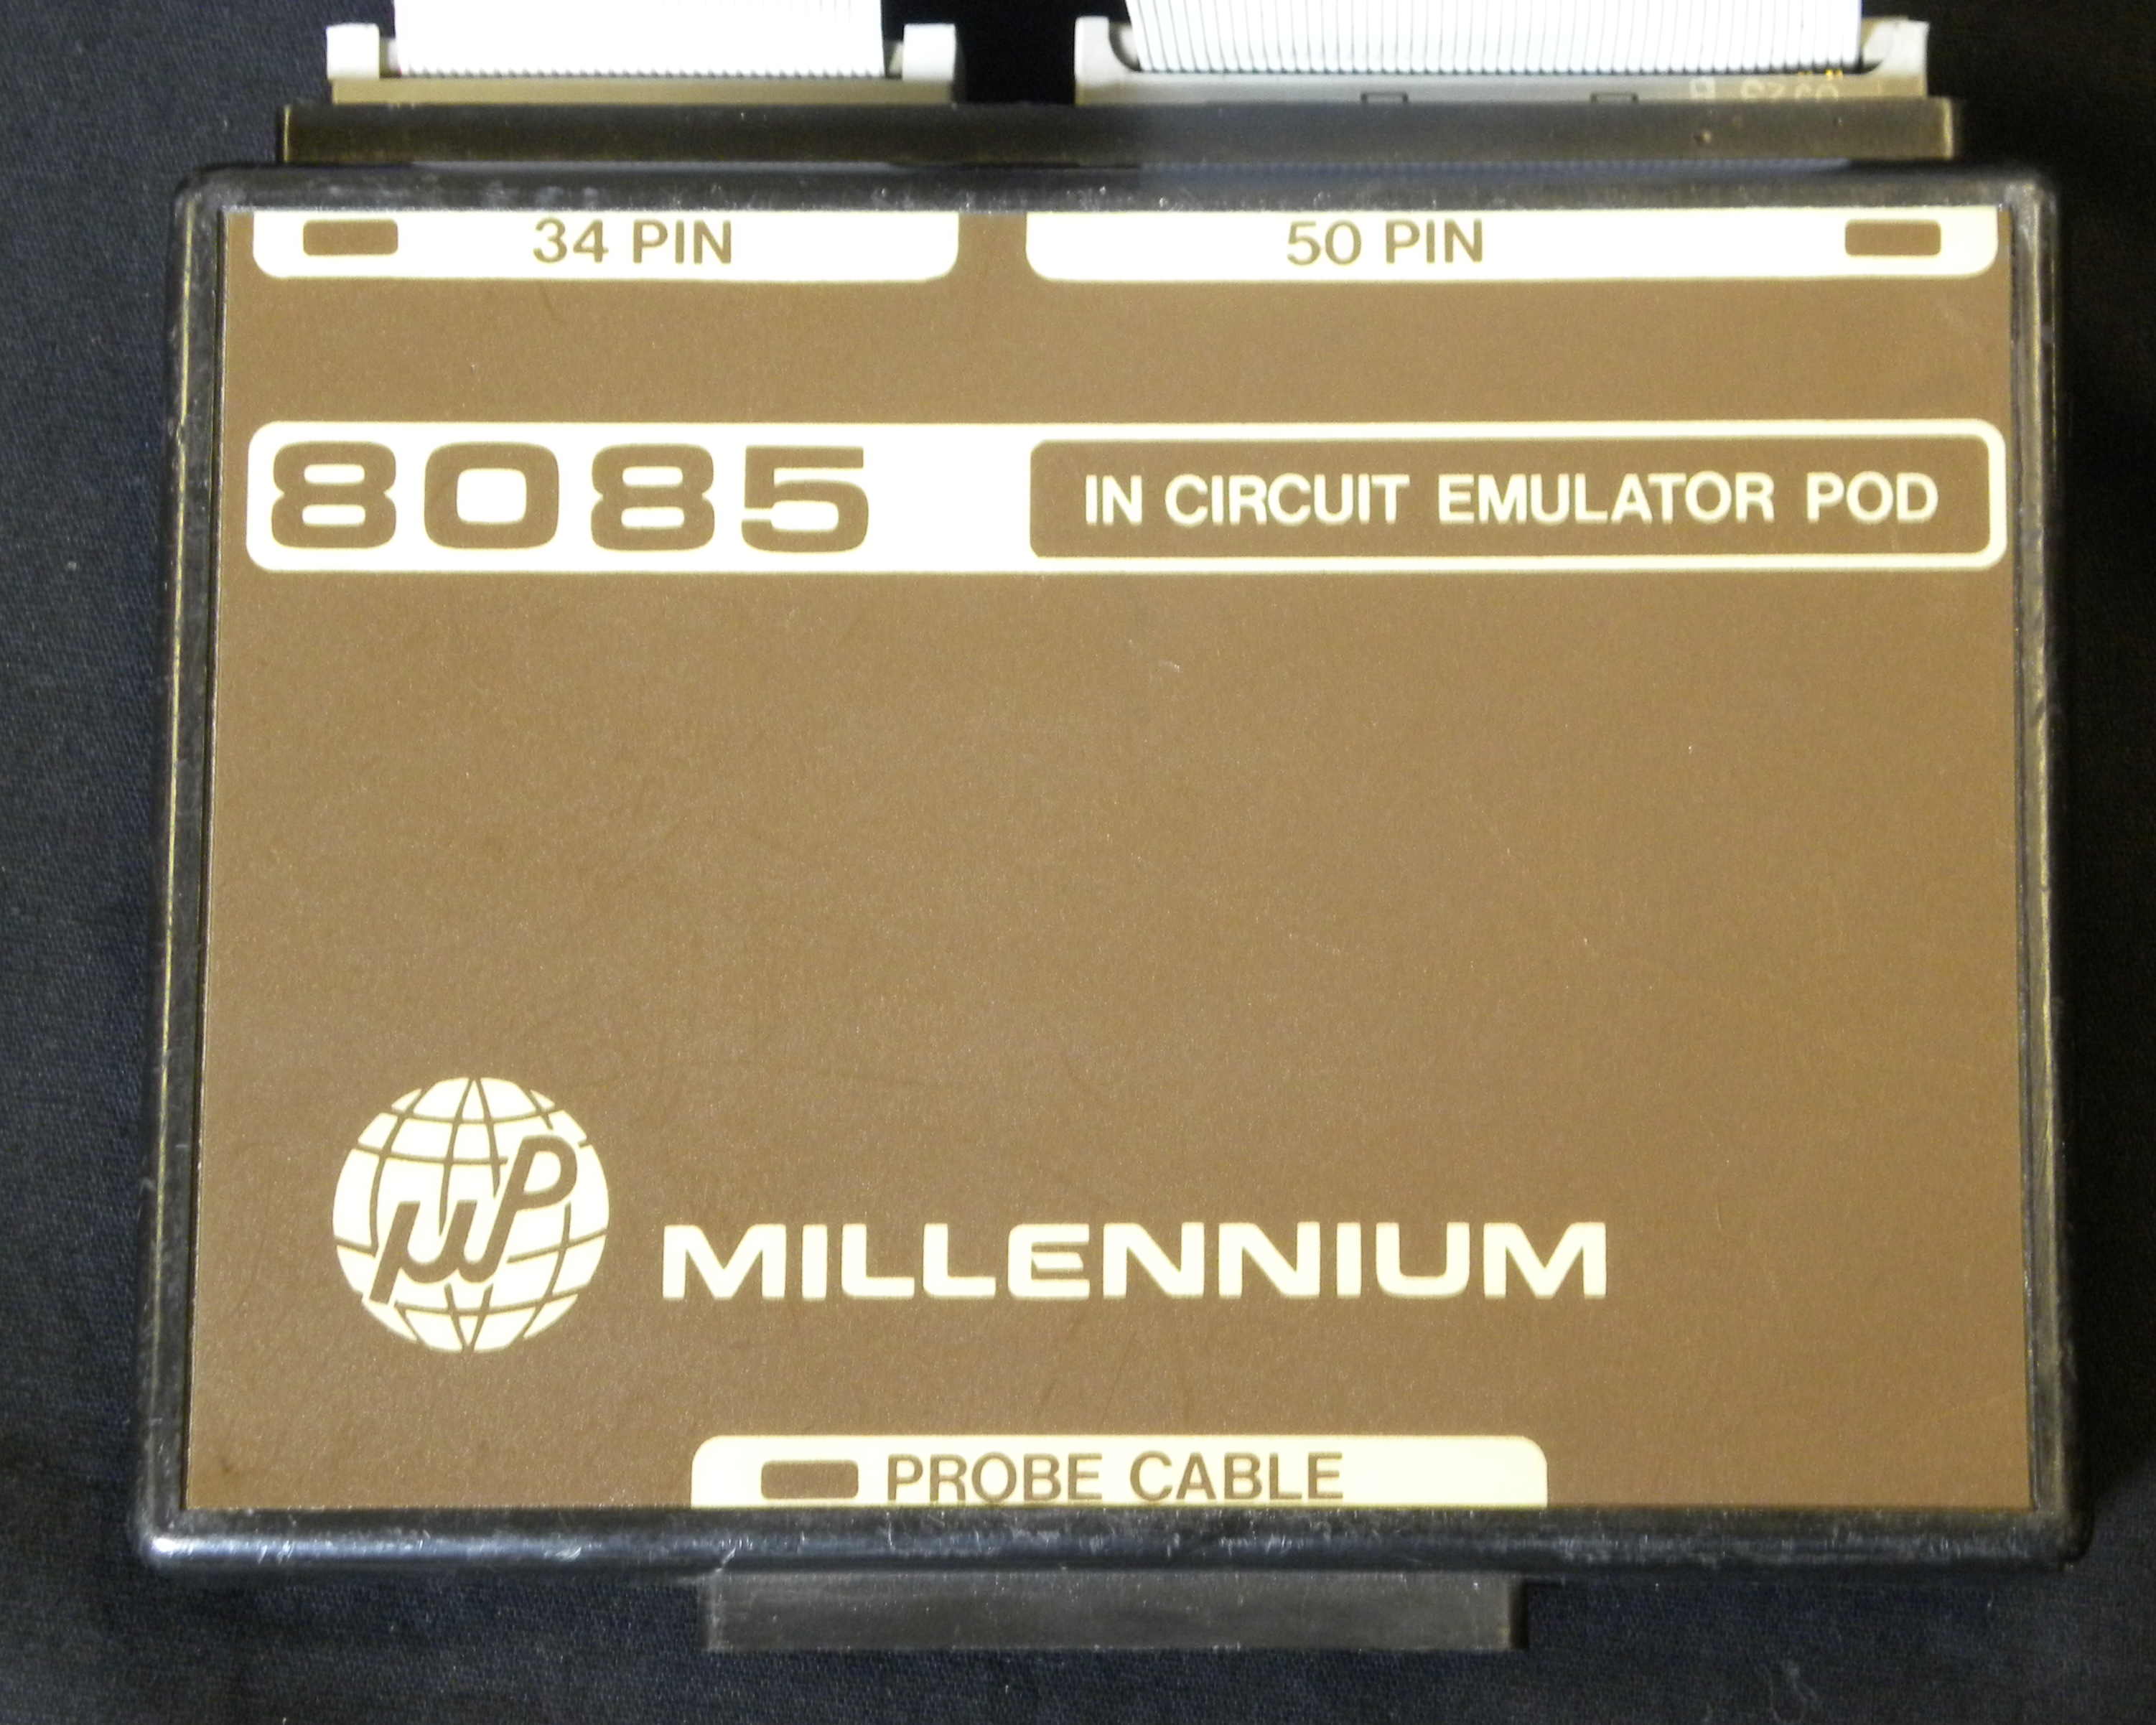 34 PIN 50 PIN
8085 IN CIRCUIT EMULATOR POD
µP MILLENNIUM
PROBE CABLE